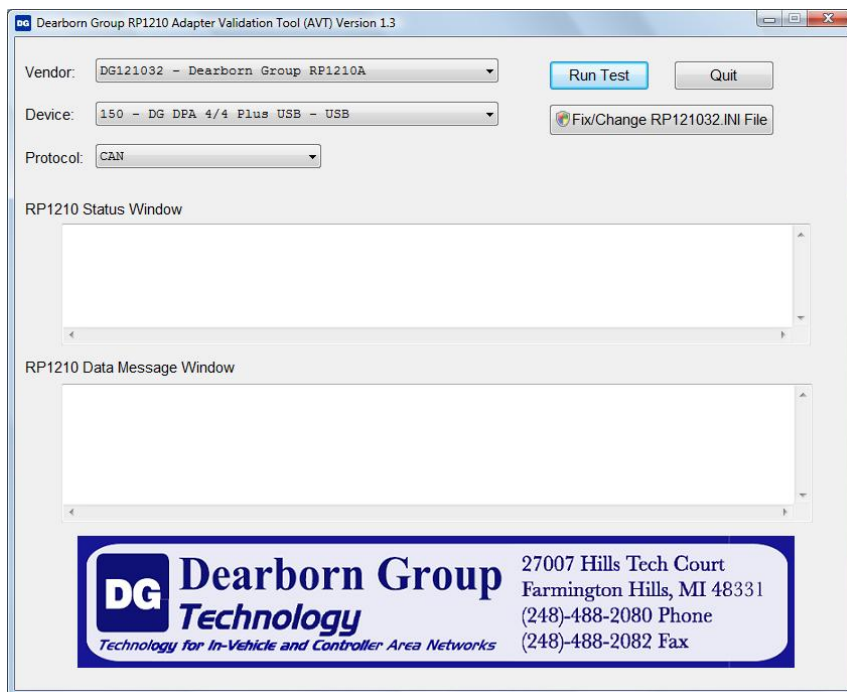 DG Dearborn Group RP1210 Adapter Validation Tool (AVT) Version 1.3
Vendor: DG121032 - Dearborn Group RP1210A Run Test Quit
Device: 150 - DG DPA 4/4 Plus USB - USB Fix/Change RP121032.INI File
Protocol: CAN
RP1210 Status Window
RP1210 Data Message Window
DG
Dearborn Group
Technology
Technology for In-Vehicle and Controller Area Networks
27007 Hills Tech Court
Farmington Hills, MI 48331
(248)-488-2080 Phone
(248)-488-2082 Fax